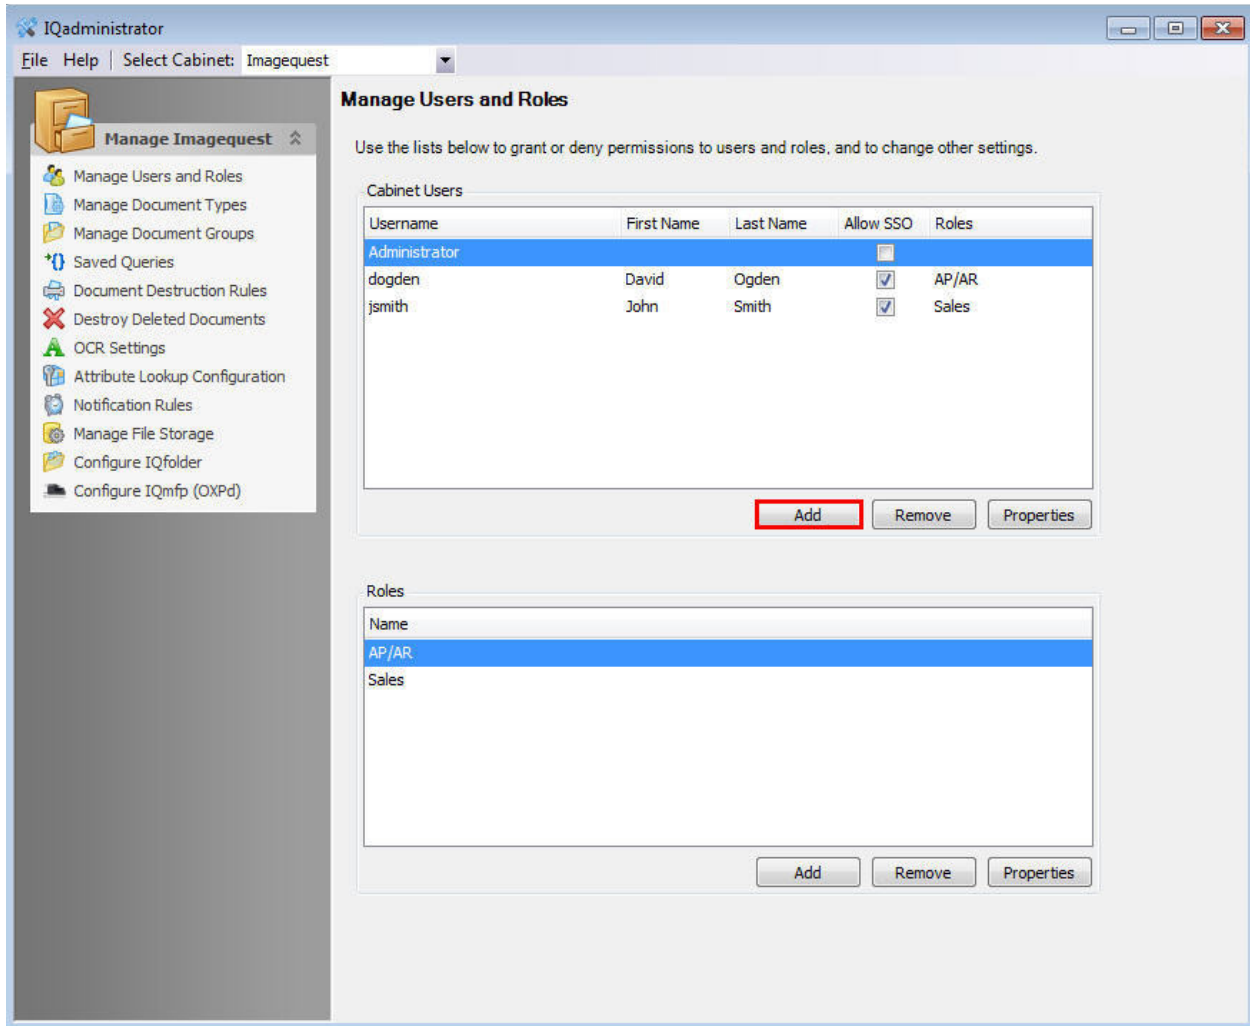 IQadministrator
File Help Select Cabinet: Imagequest
Manage Imagequest
Manage Users and Roles
Manage Document Types
Manage Document Groups
Saved Queries
Document Destruction Rules
Destroy Deleted Documents
OCR Settings
Attribute Lookup Configuration
Notification Rules
Manage File Storage
Configure IQfolder
Configure IQmfp (OXPd)
Manage Users and Roles
Use the lists below to grant or deny permissions to users and roles, and to change other settings.
Cabinet Users
Username First Name Last Name Allow SSO Roles
Administrator
dogden David Ogden AP/AR
jsmith John Smith Sales
Add Remove Properties
Roles
Name
AP/AR
Sales
Add Remove Properties